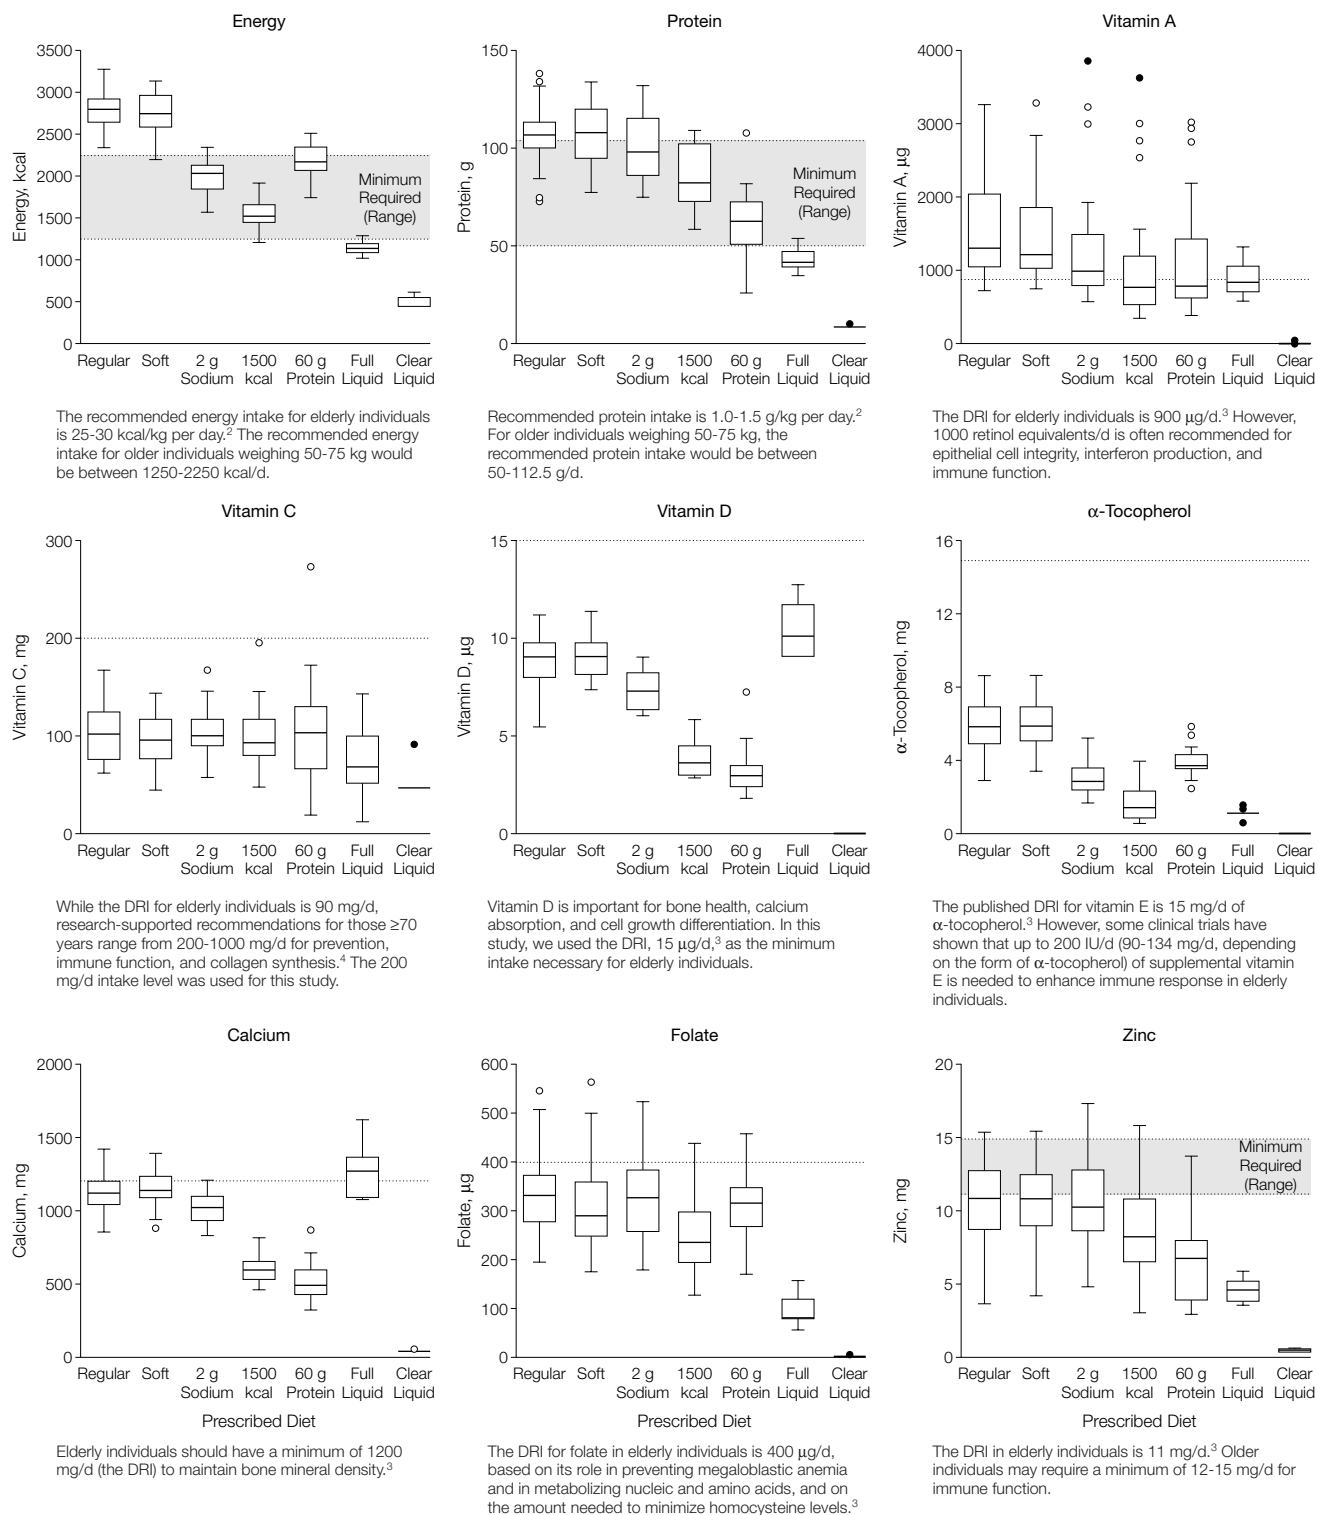 Energy
Energy, kcal
3500
3000
2500
2000
1500
1000
500
0
Minimum
Required
(Range)
Regular Soft 2 g Sodium 1500 kcal 60 g Protein Full Liquid Clear Liquid
The recommended energy intake for elderly individuals
is 25-30 kcal/kg per day.2 The recommended energy
intake for older individuals weighing 50-75 kg would
be between 1250-2250 kcal/d.
Protein
Protein, g
150
100
50
0
Minimum
Required
(Range)
Regular Soft 2 g Sodium 1500 kcal 60 g Protein Full Liquid Clear Liquid
Recommended protein intake is 1.0-1.5 g/kg per day.2
For older individuals weighing 50-75 kg, the
recommended protein intake would be between
50-112.5 g/d.
Vitamin A
Vitamin A, μg
4000
3000
2000
1000
0
Regular Soft 2 g Sodium 1500 kcal 60 g Protein Full Liquid Clear Liquid
The DRI for elderly individuals is 900 μg/d.3 However,
1000 retinol equivalents/d is often recommended for
epithelial cell integrity, interferon production, and
immune function.
Vitamin C
Vitamin C, mg
300
200
100
0
Regular Soft 2 g Sodium 1500 kcal 60 g Protein Full Liquid Clear Liquid
While the DRI for elderly individuals is 90 mg/d,
research-supported recommendations for those ≥70
years range from 200-1000 mg/d for prevention,
immune function, and collagen synthesis.4 The 200
mg/d intake level was used for this study.
Vitamin D
Vitamin D, μg
15
10
5
0
Regular Soft 2 g Sodium 1500 kcal 60 g Protein Full Liquid Clear Liquid
Vitamin D is important for bone health, calcium
absorption, and cell growth differentiation. In this
study, we used the DRI, 15 μg/d,3 as the minimum
intake necessary for elderly individuals.
α-Tocopherol
α-Tocopherol, mg
16
12
8
4
0
Regular Soft 2 g Sodium 1500 kcal 60 g Protein Full Liquid Clear Liquid
The published DRI for vitamin E is 15 mg/d of
α-tocopherol.3 However, some clinical trials have
shown that up to 200 IU/d (90-134 mg/d, depending
on the form of α-tocopherol) of supplemental vitamin
E is needed to enhance immune response in elderly
individuals.
Calcium
Calcium, mg
2000
1500
1000
500
0
Regular Soft 2 g Sodium 1500 kcal 60 g Protein Full Liquid Clear Liquid
Prescribed Diet
Elderly individuals should have a minimum of 1200
mg/d (the DRI) to maintain bone mineral density.3
Folate
Folate, μg
600
500
400
300
200
100
0
Regular Soft 2 g Sodium 1500 kcal 60 g Protein Full Liquid Clear Liquid
Prescribed Diet
The DRI for folate in elderly individuals is 400 μg/d,
based on its role in preventing megaloblastic anemia
and in metabolizing nucleic and amino acids, and on
the amount needed to minimize homocysteine levels.3
Zinc
Zinc, mg
20
15
10
5
0
Minimum
Required
(Range)
Regular Soft 2 g Sodium 1500 kcal 60 g Protein Full Liquid Clear Liquid
Prescribed Diet
The DRI in elderly individuals is 11 mg/d.3 Older
individuals may require a minimum of 12-15 mg/d for
immune function.